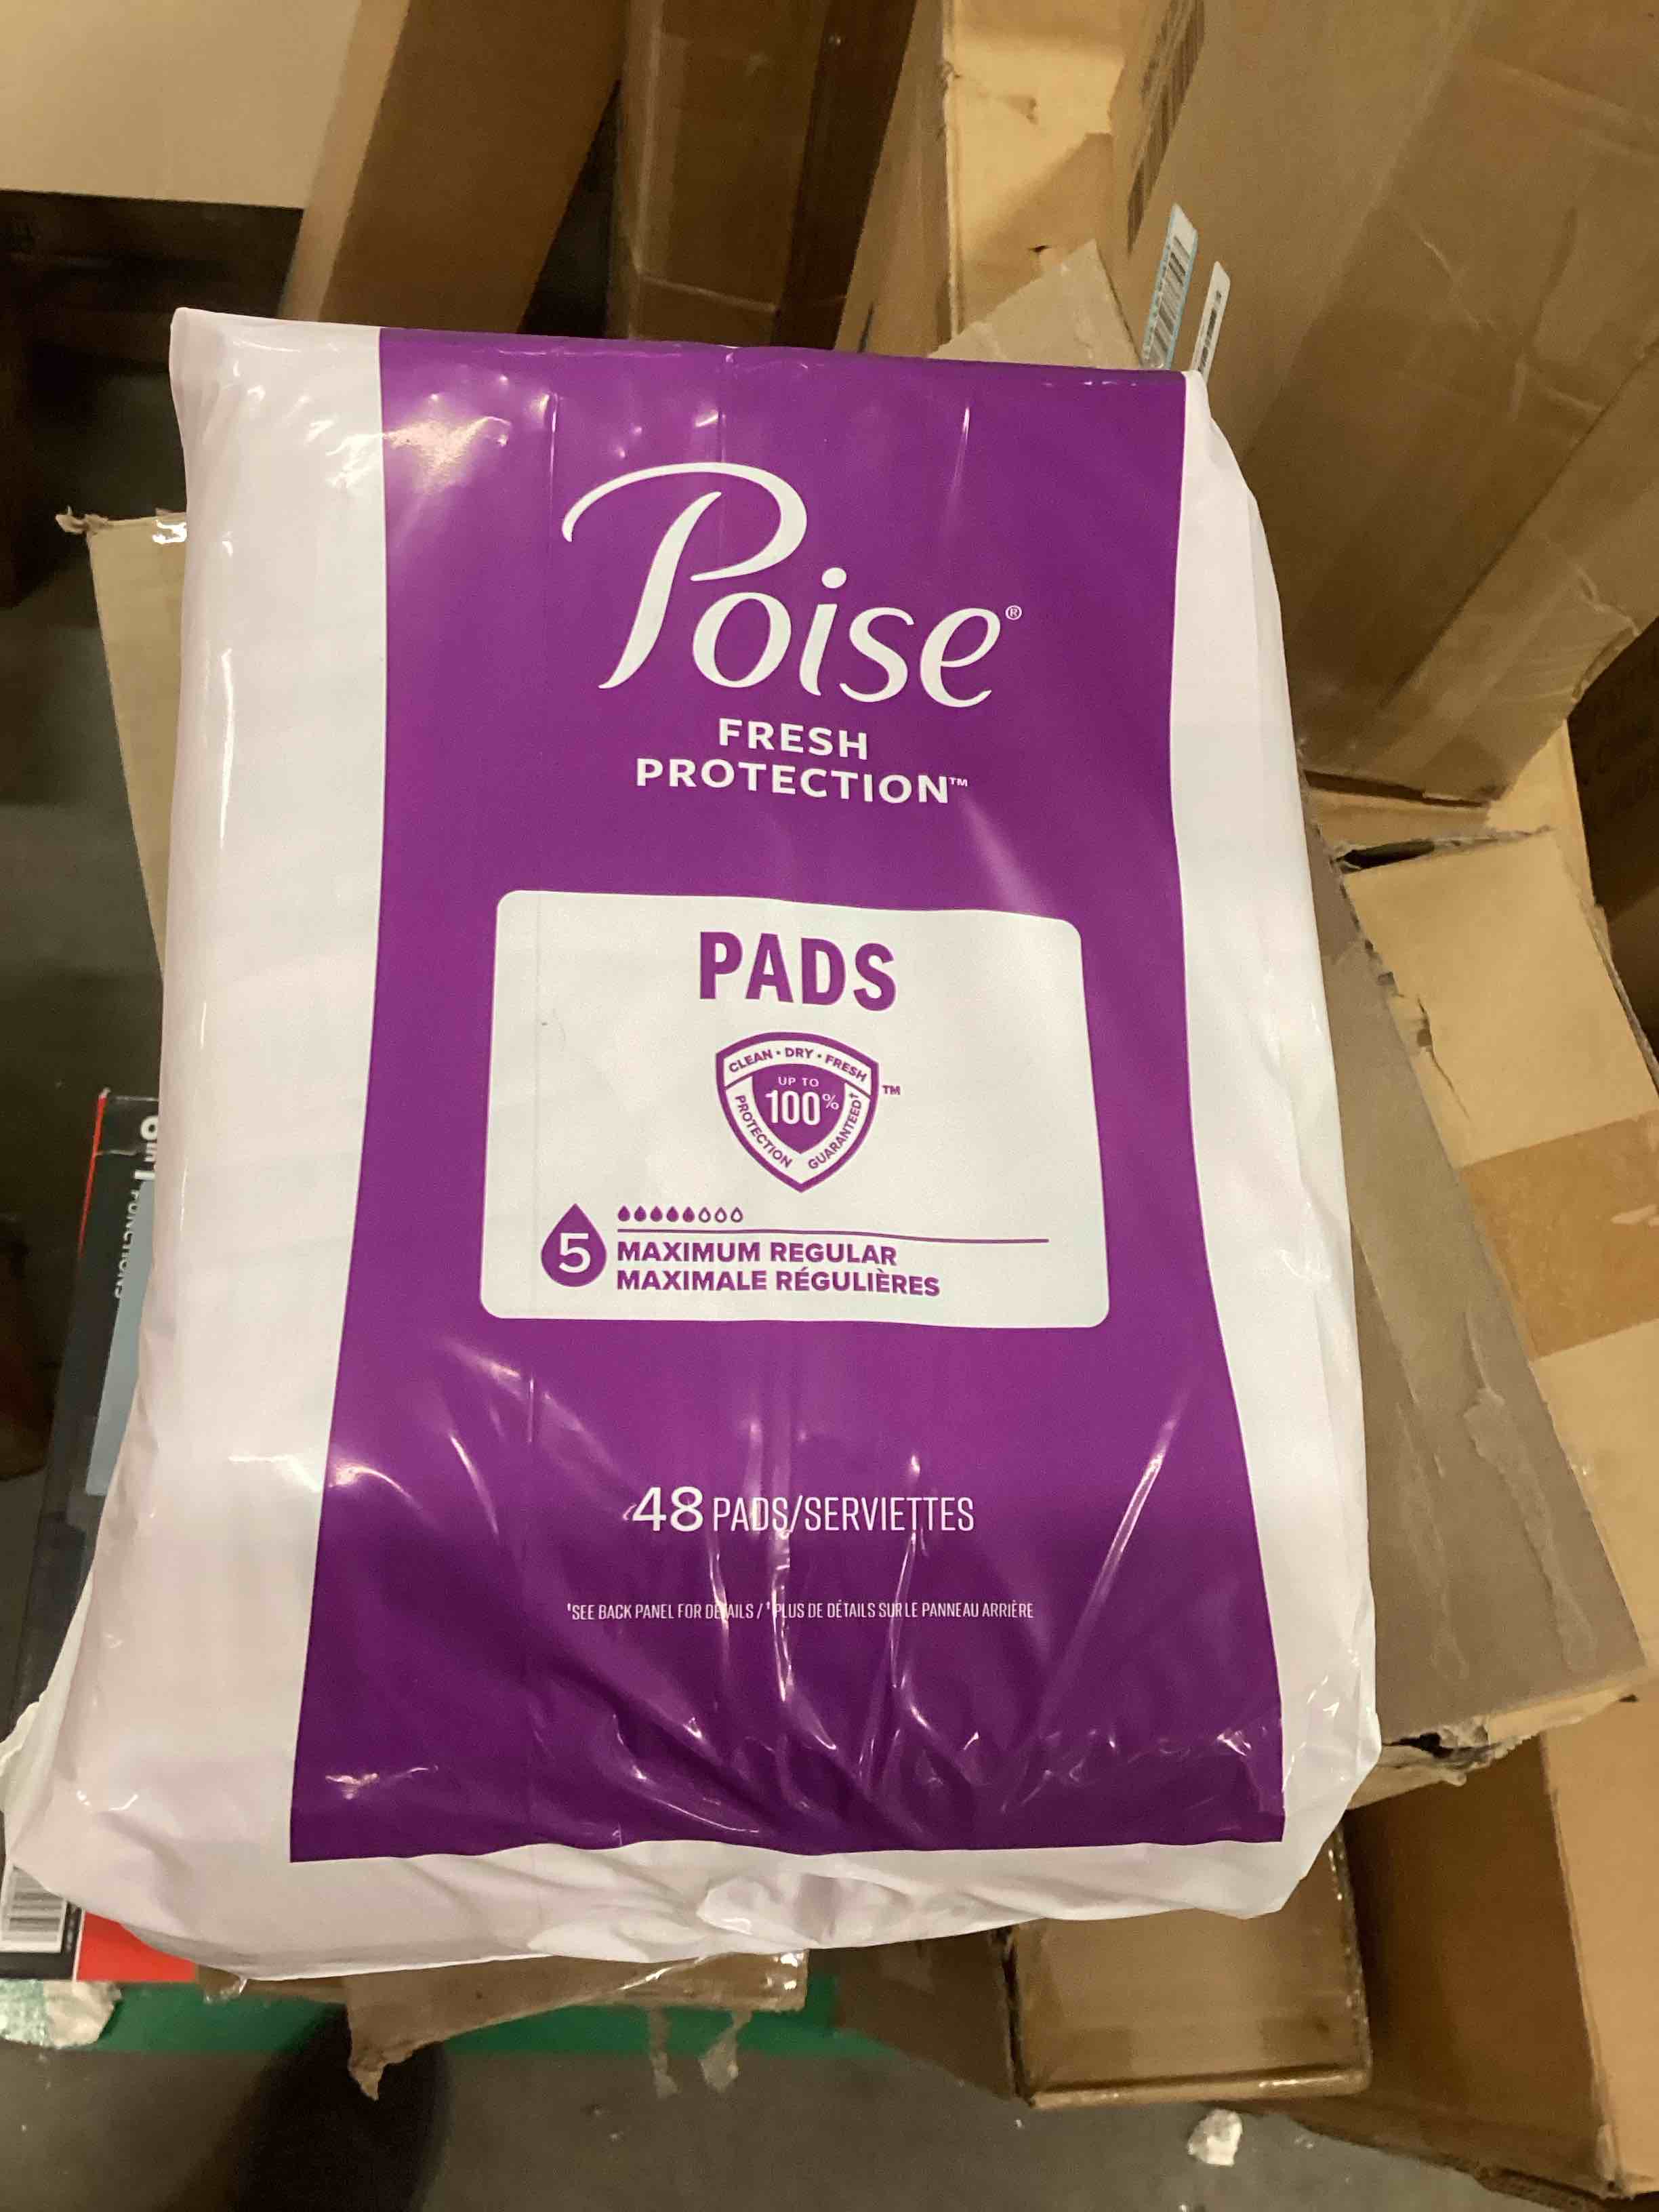 Poise®
FRESH
PROTECTION™
PADS
CLEAN • DRY • FRESH
UP TO
100%
PROTECTION GUARANTEED† ™
5
MAXIMUM REGULAR
MAXIMALE RÉGULIÈRES
48 PADS/SERVIETTES
†SEE BACK PANEL FOR DETAILS / †PLUS DE DÉTAILS SUR LE PANNEAU ARRIÈRE
FUNCTIONS